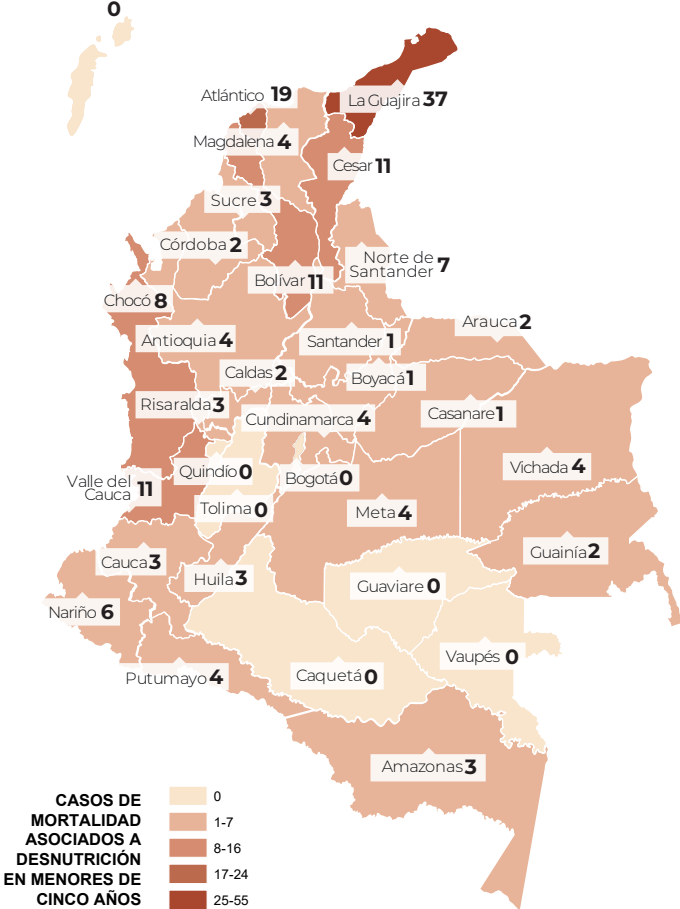 0
Atlántico 19
La Guajira 37
Magdalena 4
Cesar 11
Sucre 3
Córdoba 2
Norte de
Santander 7
Bolívar 11
Chocó 8
Arauca 2
Antioquia 4
Santander 1
Caldas 2
Boyacá 1
Risaralda 3
Cundinamarca 4
Casanare 1
Quindío 0
Bogotá 0
Vichada 4
Valle del
Cauca 11
Tolima 0
Meta 4
Guainía 2
Cauca 3
Huila 3
Guaviare 0
Nariño 6
Vaupés 0
Putumayo 4
Caquetá 0
Amazonas 3
CASOS DE
MORTALIDAD
ASOCIADOS A
DESNUTRICIÓN
EN MENORES DE
CINCO AÑOS
0
1-7
8-16
17-24
25-55